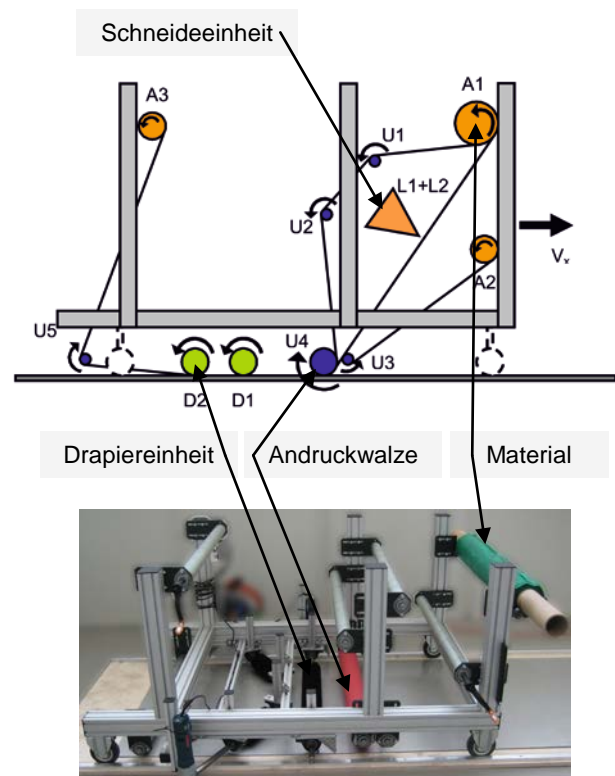 Schneideeinheit
A3
A1
U1
L1+L2
U2
Vₓ
A2
U5
U4
U3
D2
D1
Drapiereinheit
Andruckwalze
Material